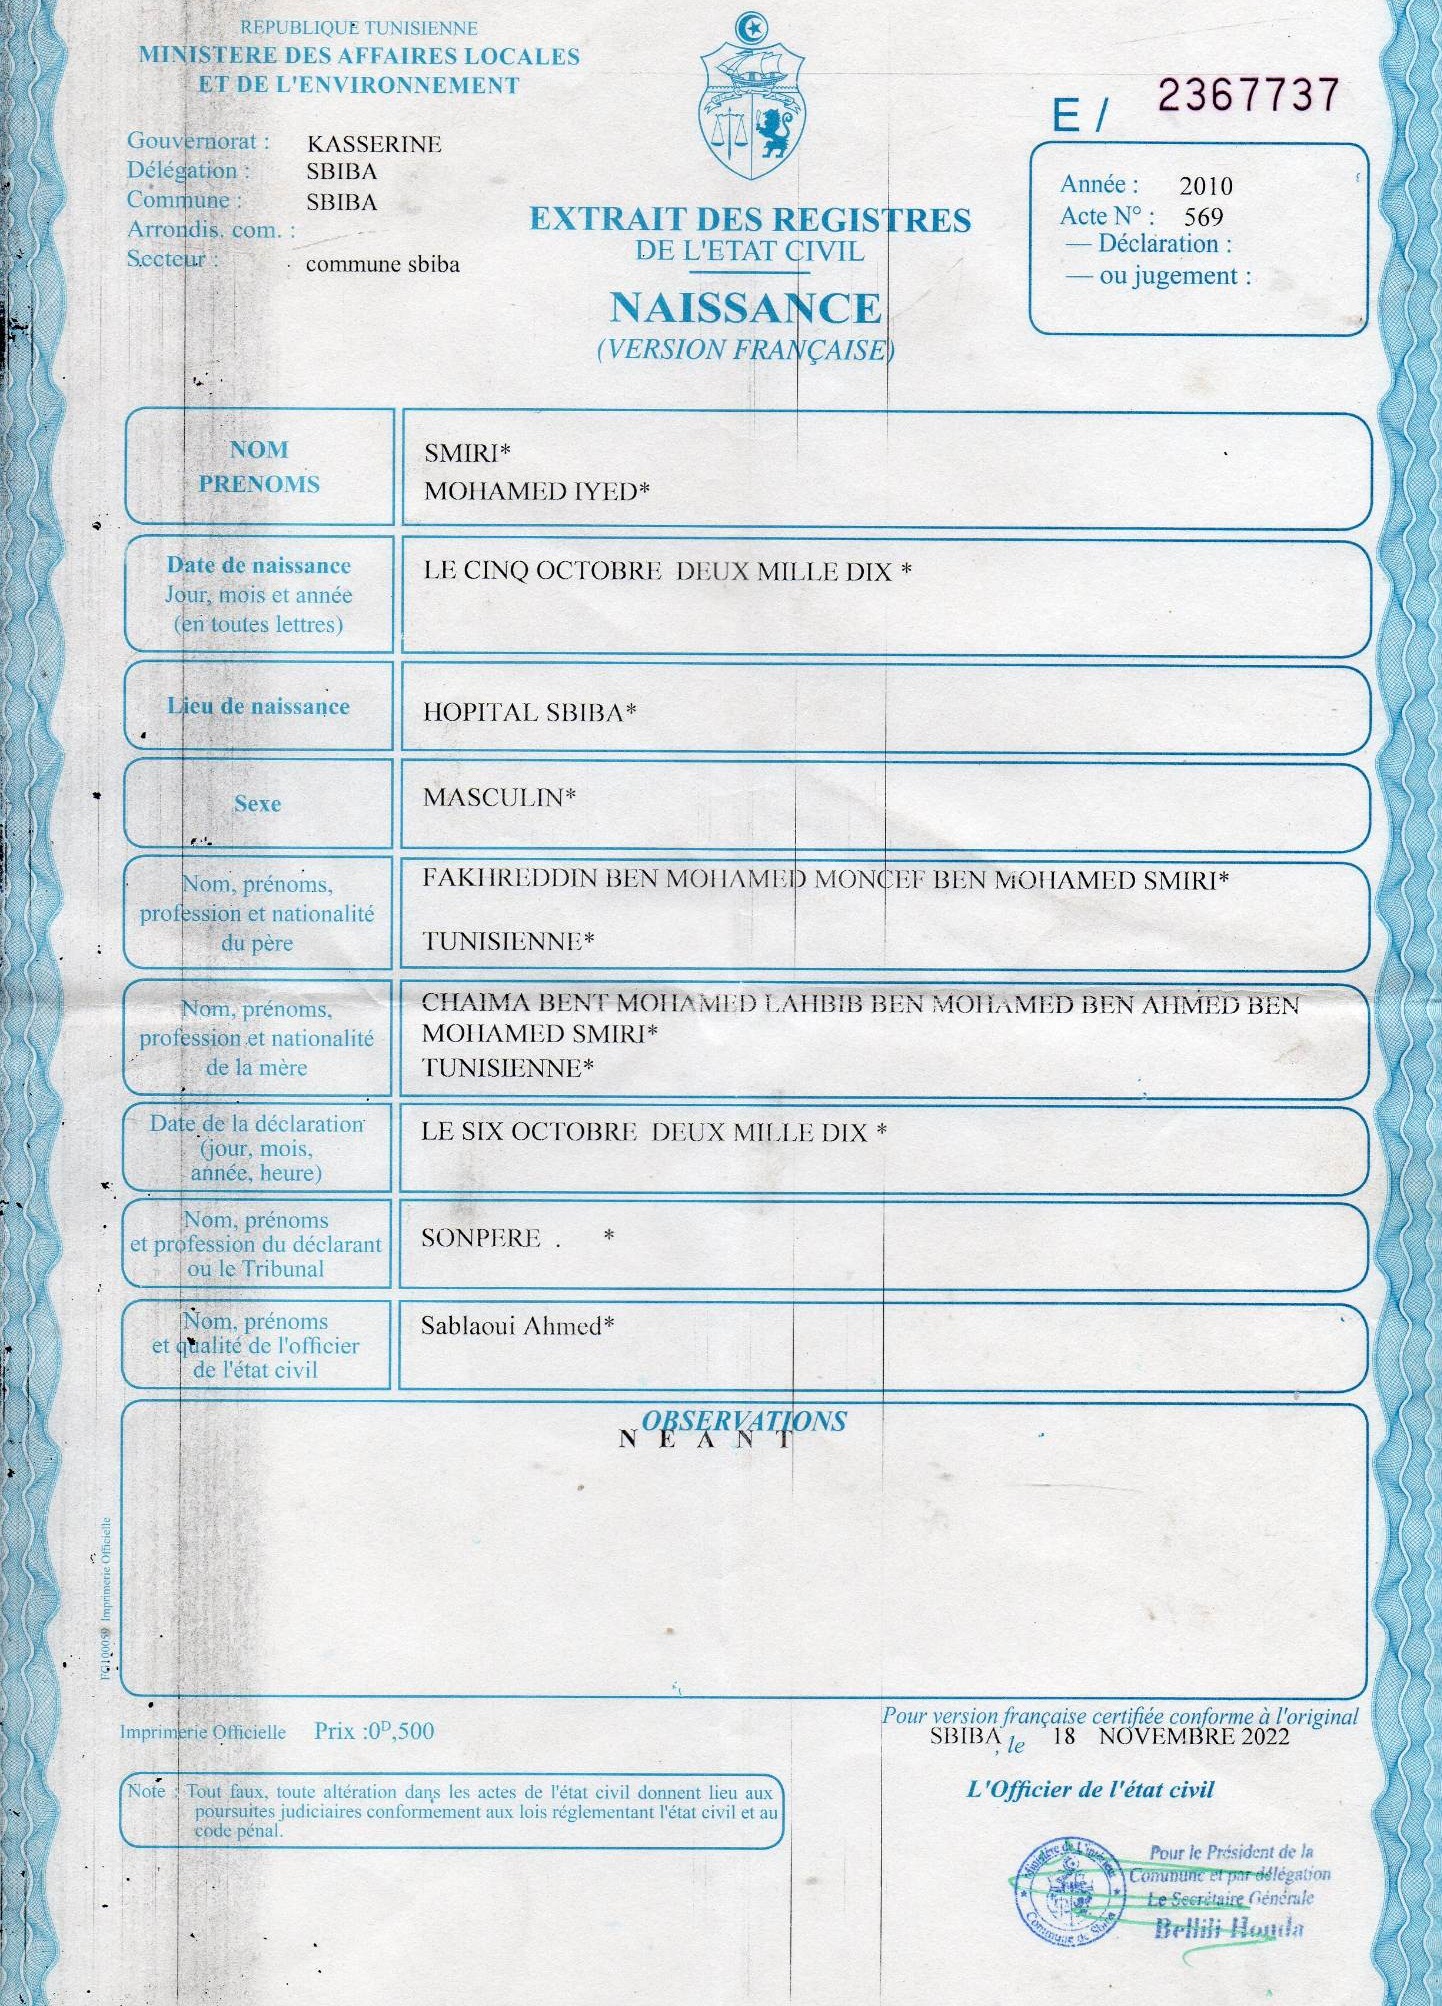 REPUBLIQUE TUNISIENNE
MINISTERE DES AFFAIRES LOCALES
ET DE L'ENVIRONNEMENT
E / 2367737
Gouvernorat : KASSERINE
Délégation : SBIBA
Commune : SBIBA
Arrondis. com. :
Secteur : commune sbiba
EXTRAIT DES REGISTRES
DE L'ETAT CIVIL
NAISSANCE
(VERSION FRANÇAISE)
Année : 2010
Acte N° : 569
— Déclaration :
— ou jugement :
NOM
PRENOMS
SMIRI*
MOHAMED IYED*
Date de naissance
Jour, mois et année
(en toutes lettres)
LE CINQ OCTOBRE DEUX MILLE DIX *
Lieu de naissance
HOPITAL SBIBA*
Sexe
MASCULIN*
Nom, prénoms,
profession et nationalité
du père
FAKHREDDIN BEN MOHAMED MONCEF BEN MOHAMED SMIRI*
TUNISIENNE*
Nom, prénoms,
profession et nationalité
de la mère
CHAIMA BENT MOHAMED LAHBIB BEN MOHAMED BEN AHMED BEN
MOHAMED SMIRI*
TUNISIENNE*
Date de la déclaration
(jour, mois,
année, heure)
LE SIX OCTOBRE DEUX MILLE DIX *
Nom, prénoms
et profession du déclarant
ou le Tribunal
SONPERE . *
Nom, prénoms
et qualité de l'officier
de l'état civil
Sablaoui Ahmed*
OBSERVATIONS
N E A N T
FG100059 Imprimerie Officielle
Imprimerie Officielle Prix :0ᴰ,500
Pour version française certifiée conforme à l'original
SBIBA, le 18 NOVEMBRE 2022
L'Officier de l'état civil
Note : Tout faux, toute altération dans les actes de l'état civil donnent lieu aux
poursuites judiciaires conformement aux lois réglementant l'état civil et au
code pénal.
Ministère de L'intérieur
Commune de Sbiba
Pour le Président de la
Commune et par délégation
Le Secrétaire Générale
Bellili Houda